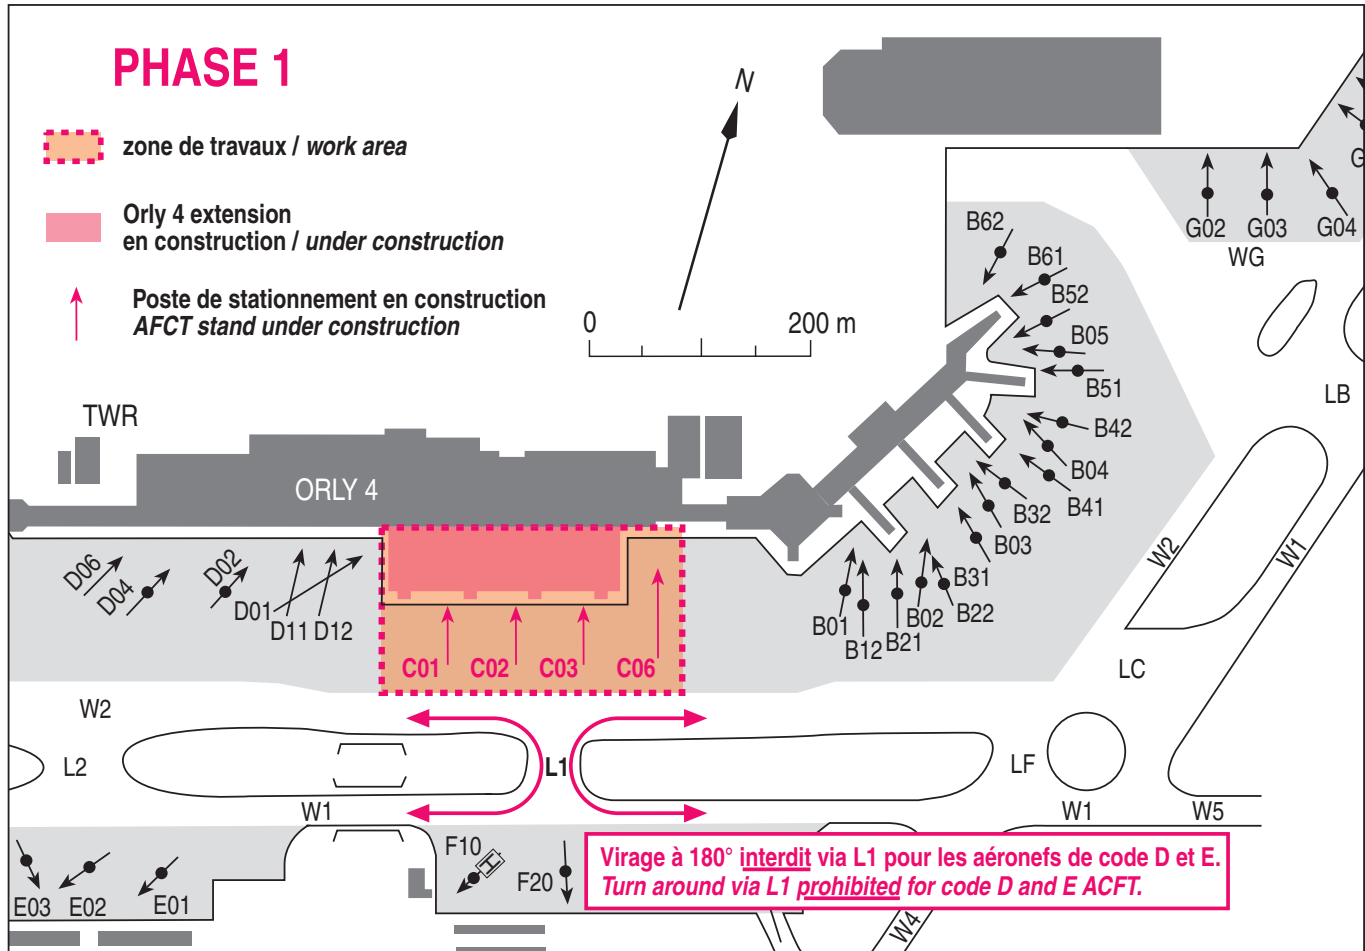 PHASE 1
zone de travaux / work area
Orly 4 extension
en construction / under construction
Poste de stationnement en construction
AFCT stand under construction
N
0
200 m
TWR
ORLY 4
G02
G03
G04
G
WG
LB
B62
B61
B52
B05
B51
B42
B04
B41
B32
B03
B31
B22
B02
B21
B12
B01
W2
W1
D06
D04
D02
D01
D11
D12
C01
C02
C03
C06
LC
W2
L2
L1
LF
W1
W1
W5
E03
E02
E01
F10
H
F20
Virage à 180° interdit via L1 pour les aéronefs de code D et E.
Turn around via L1 prohibited for code D and E ACFT.
W4